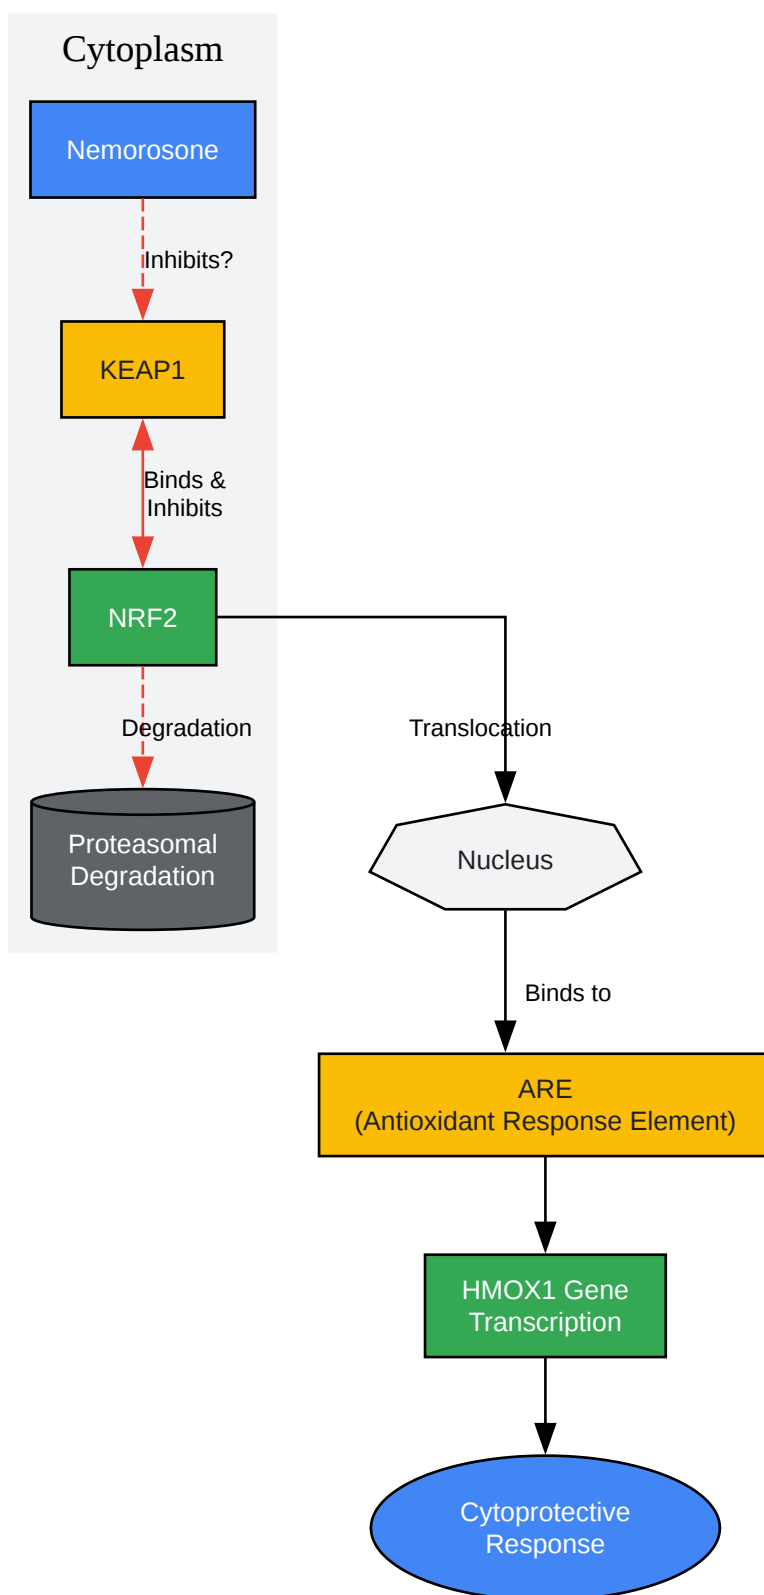 Cytoplasm
Nemorosone
Inhibits?
KEAP1
Binds &
Inhibits
NRF2
Degradation
Translocation
Proteasomal
Degradation
Nucleus
Binds to
ARE
(Antioxidant Response Element)
HMOX1 Gene
Transcription
Cytoprotective
Response